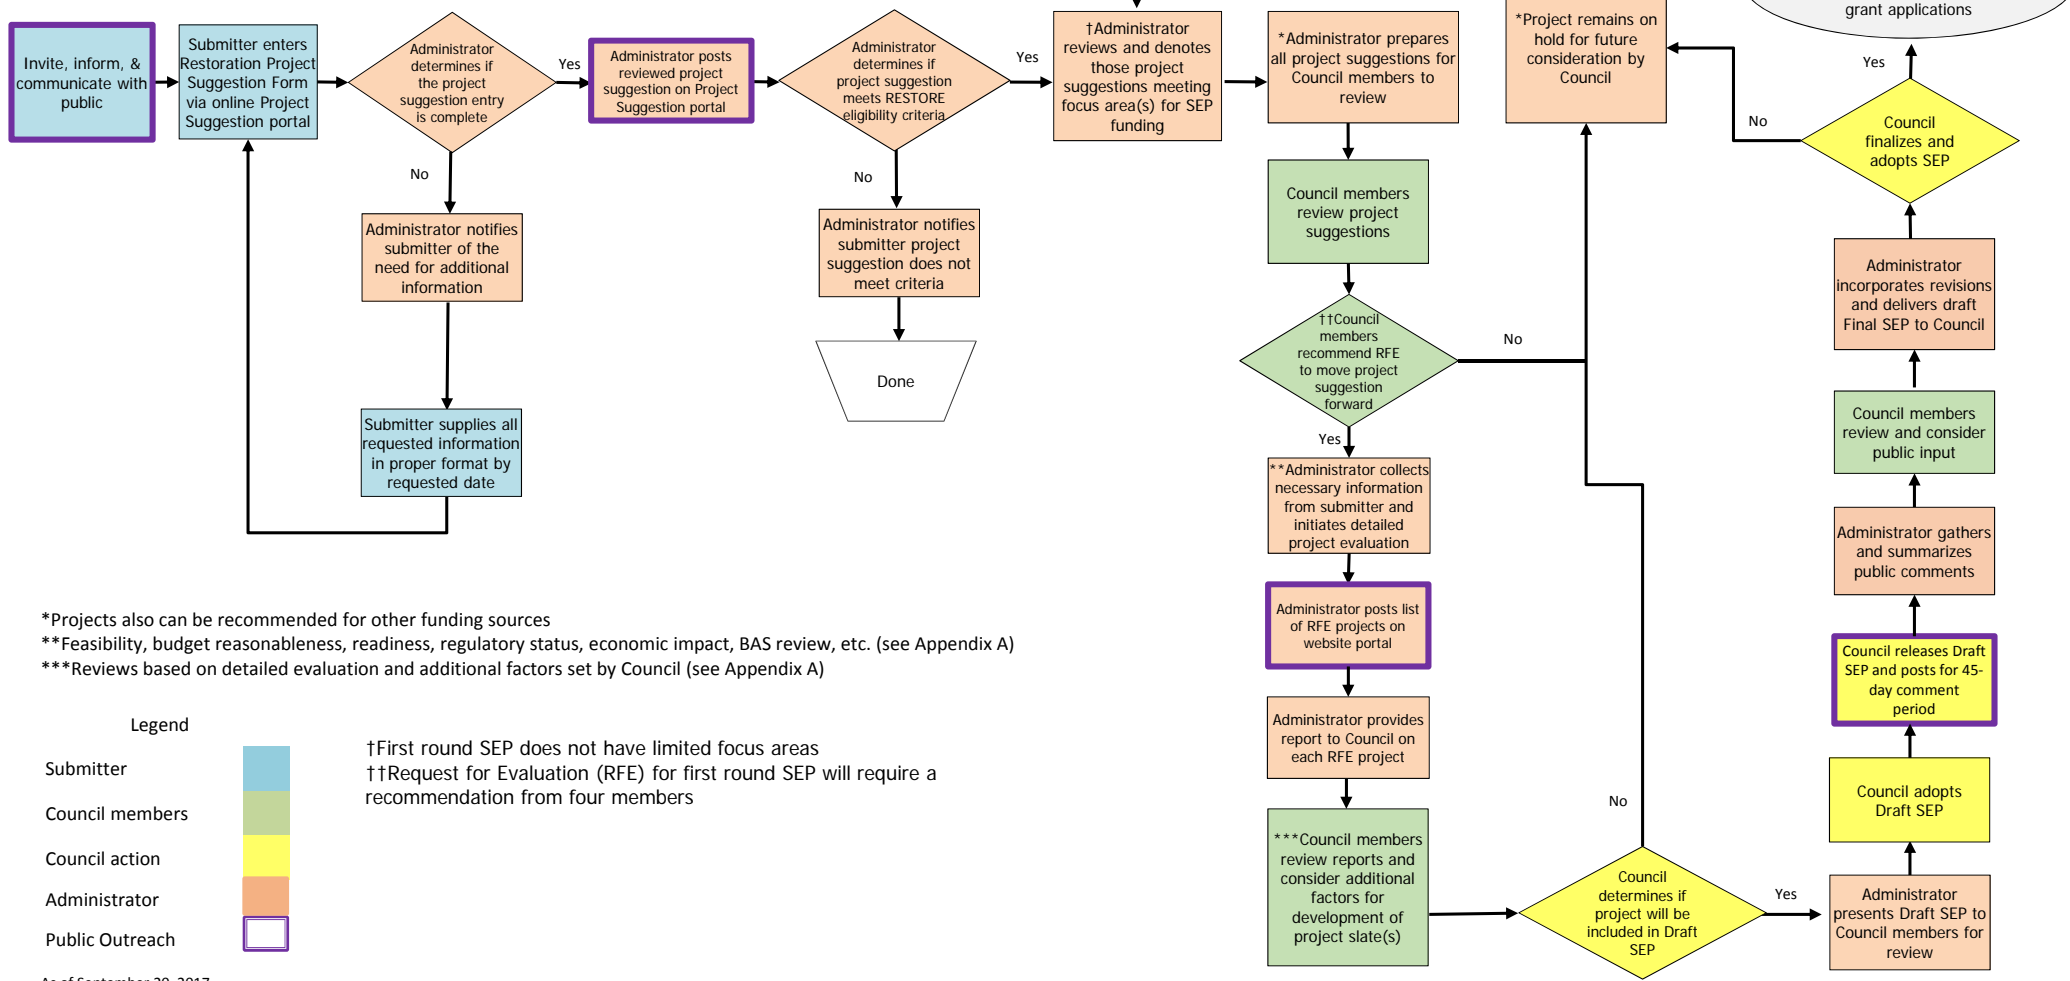 Invite, inform, &
communicate with
public
Submitter enters
Restoration Project
Suggestion Form
via online Project
Suggestion portal
Administrator
determines if
the project
suggestion entry
is complete
Yes
No
Administrator notifies
submitter of the
need for additional
information
Submitter supplies all
requested information
in proper format by
requested date
Administrator posts
reviewed project
suggestion on Project
Suggestion portal
Administrator
determines if
project suggestion
meets RESTORE
eligibility criteria
Yes
No
Administrator notifies
submitter project
suggestion does not
meet criteria
Done
†Administrator
reviews and denotes
those project
suggestions meeting
focus area(s) for SEP
funding
*Administrator prepares
all project suggestions for
Council members to
review
Council members
review project
suggestions
††Council
members
recommend RFE
to move project
suggestion
forward
No
Yes
**Administrator collects
necessary information
from submitter and
initiates detailed
project evaluation
Administrator posts list
of RFE projects on
website portal
Administrator provides
report to Council on
each RFE project
***Council members
review reports and
consider additional
factors for
development of
project slate(s)
Council
determines if
project will be
included in Draft
SEP
No
Yes
*Project remains on
hold for future
consideration by
Council
Administrator
presents Draft SEP to
Council members for
review
Council adopts
Draft SEP
Council releases Draft
SEP and posts for 45-
day comment
period
Administrator gathers
and summarizes
public comments
Council members
review and consider
public input
Administrator
incorporates revisions
and delivers draft
Final SEP to Council
Council
finalizes and
adopts SEP
No
Yes
grant applications
*Projects also can be recommended for other funding sources
**Feasibility, budget reasonableness, readiness, regulatory status, economic impact, BAS review, etc. (see Appendix A)
***Reviews based on detailed evaluation and additional factors set by Council (see Appendix A)
Legend
Submitter
Council members
Council action
Administrator
Public Outreach
†First round SEP does not have limited focus areas
††Request for Evaluation (RFE) for first round SEP will require a
recommendation from four members
As of September 20, 2017